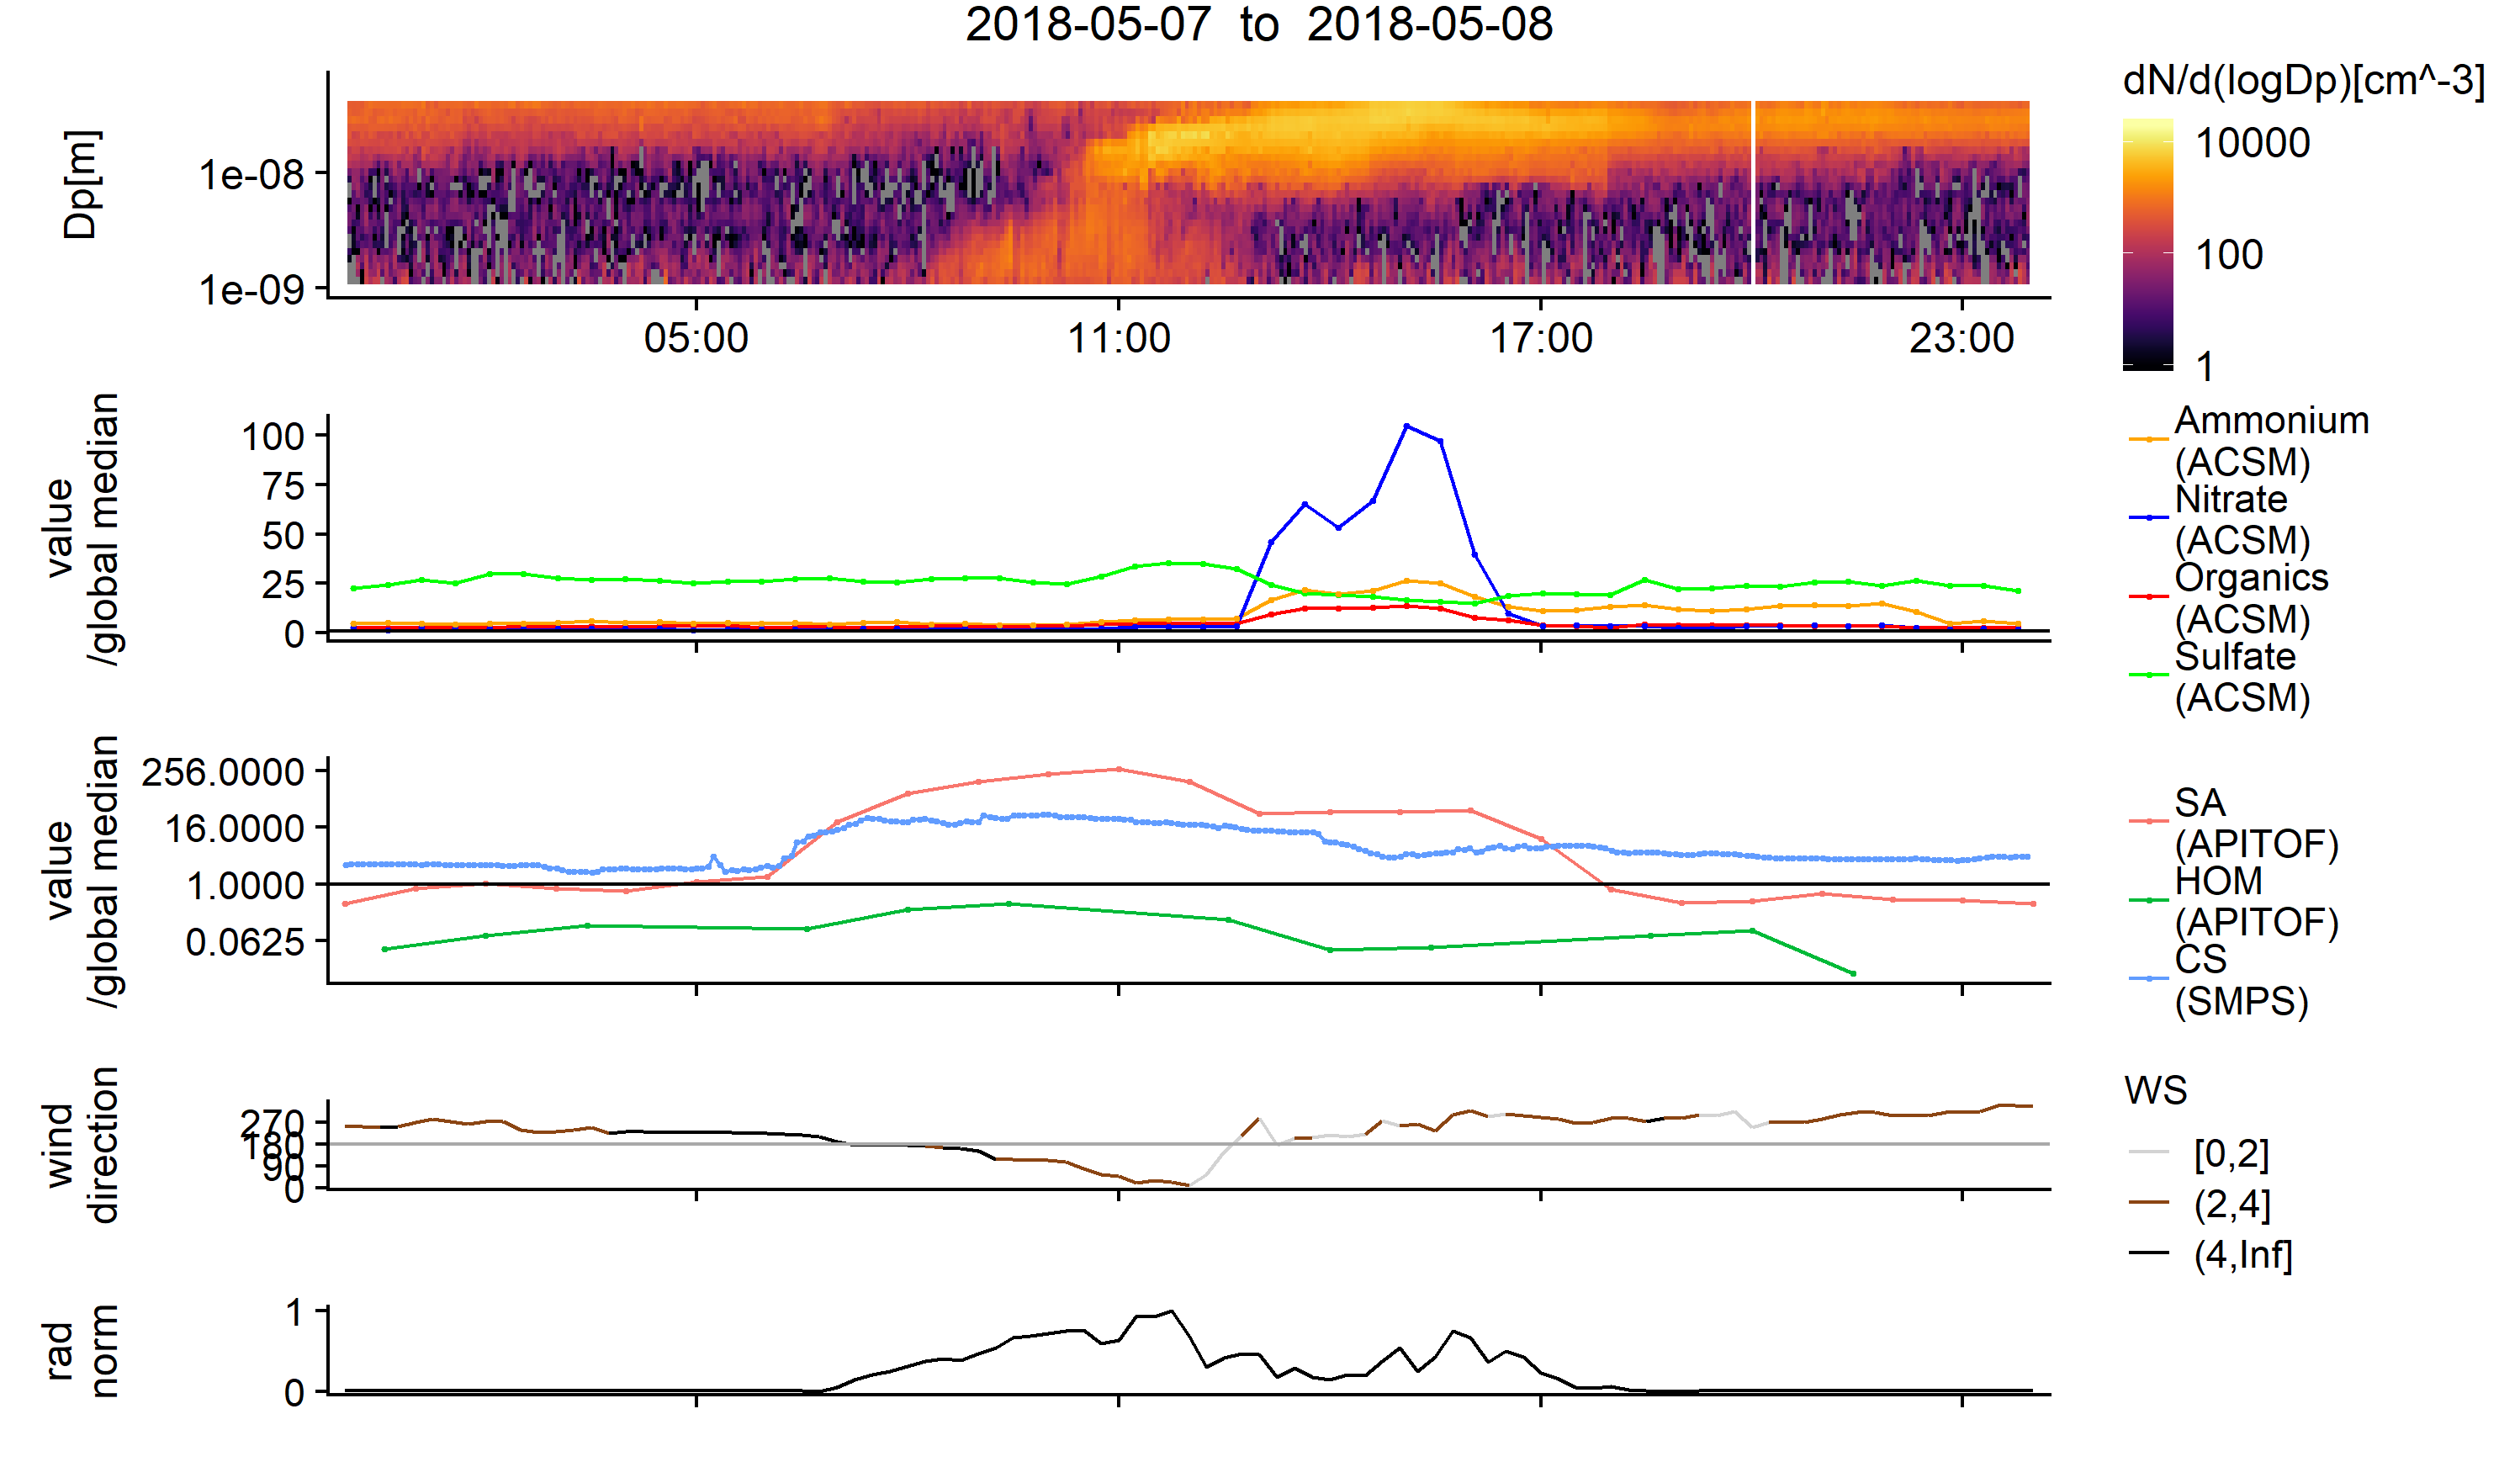 2018-05-07 to 2018-05-08
dN/d(logDp)[cm^-3]
10000
100
1
Dp[m]
1e-08
1e-09
05:00
11:00
17:00
23:00
value
/global median
100
75
50
25
0
Ammonium
(ACSM)
Nitrate
(ACSM)
Organics
(ACSM)
Sulfate
(ACSM)
value
/global median
256.0000
16.0000
1.0000
0.0625
SA
(APITOF)
HOM
(APITOF)
CS
(SMPS)
wind
direction
270
180
90
0
WS
[0,2]
(2,4]
(4,Inf]
rad
norm
1
0